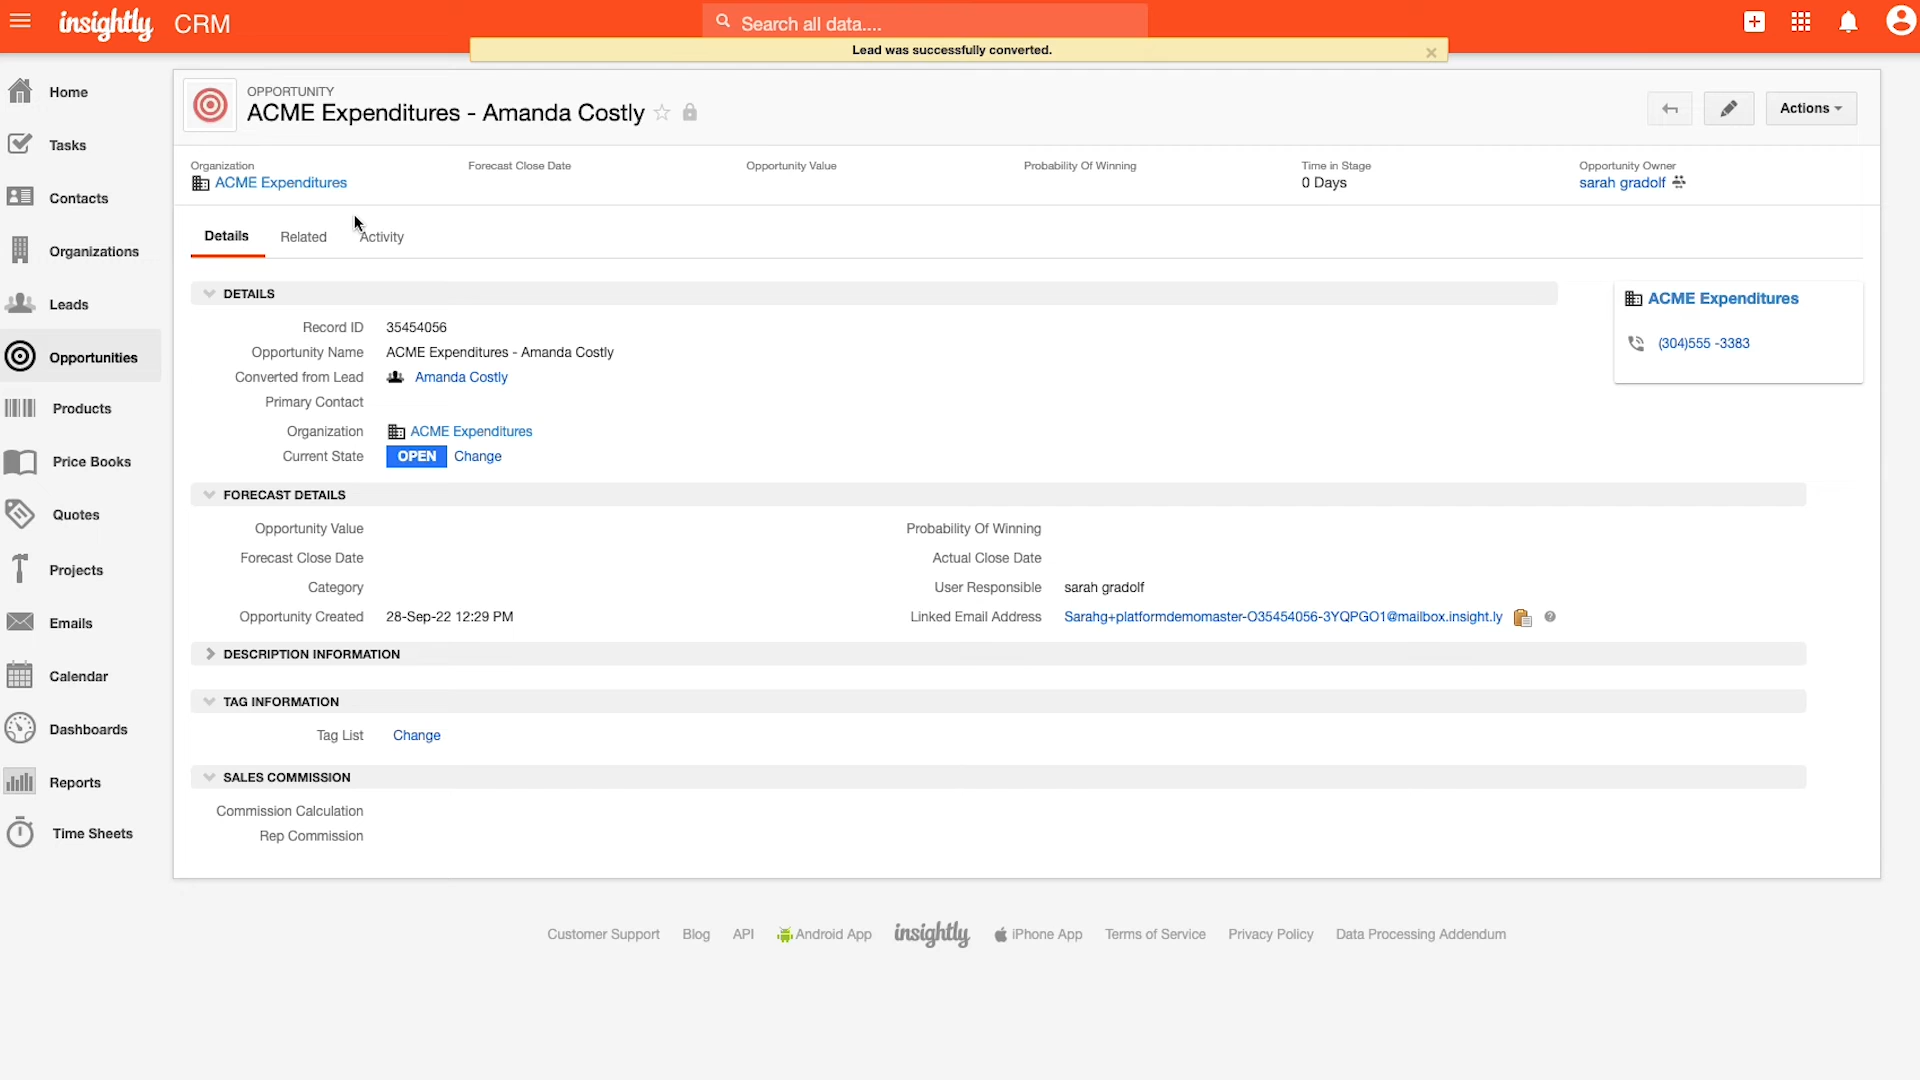 insightly CRM
Search all data....
Lead was successfully converted.
Home
Tasks
Contacts
Organizations
Leads
Opportunities
Products
Price Books
Quotes
Projects
Emails
Calendar
Dashboards
Reports
Time Sheets
OPPORTUNITY
ACME Expenditures - Amanda Costly
Actions
Organization
ACME Expenditures
Forecast Close Date
Opportunity Value
Probability Of Winning
Time in Stage
0 Days
Opportunity Owner
sarah gradolf
Details Related Activity
DETAILS
Record ID 35454056
Opportunity Name ACME Expenditures - Amanda Costly
Converted from Lead Amanda Costly
Primary Contact
Organization ACME Expenditures
Current State OPEN Change
ACME Expenditures
(304)555 -3383
FORECAST DETAILS
Opportunity Value
Forecast Close Date
Category
Opportunity Created 28-Sep-22 12:29 PM
Probability Of Winning
Actual Close Date
User Responsible sarah gradolf
Linked Email Address Sarahg+platformdemomaster-O35454056-3YQPGO1@mailbox.insight.ly
DESCRIPTION INFORMATION
TAG INFORMATION
Tag List Change
SALES COMMISSION
Commission Calculation
Rep Commission
Customer Support Blog API Android App insightly iPhone App Terms of Service Privacy Policy Data Processing Addendum